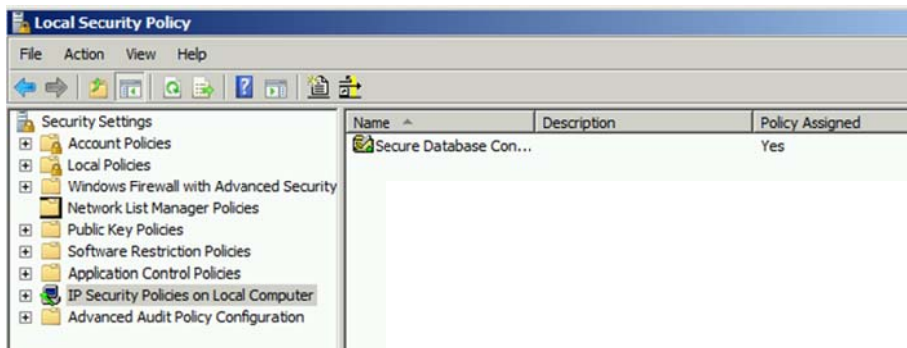 Local Security Policy
File Action View Help
Security Settings
Account Policies
Local Policies
Windows Firewall with Advanced Security
Network List Manager Policies
Public Key Policies
Software Restriction Policies
Application Control Policies
IP Security Policies on Local Computer
Advanced Audit Policy Configuration
Name Description Policy Assigned
Secure Database Con... Yes